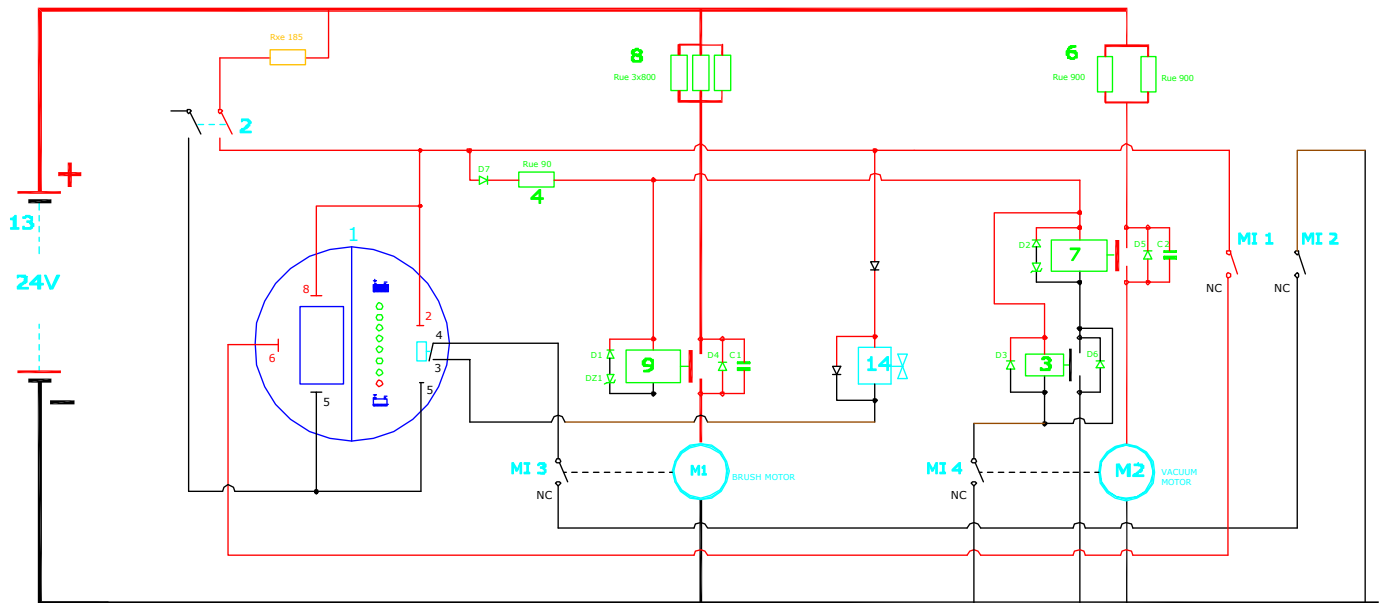 Rxe 185
8
Rue 3x800
6
Rue 900
Rue 900
2
+
D7
Rue 90
4
13
1
24V
8
2
6
4
3
5
5
D1
DZ1
9
D4
C1
14
D2
7
D5
C2
MI 1
MI 2
NC
NC
D3
3
D6
MI 3
NC
M1
BRUSH MOTOR
MI 4
NC
M2
VACUUM
MOTOR